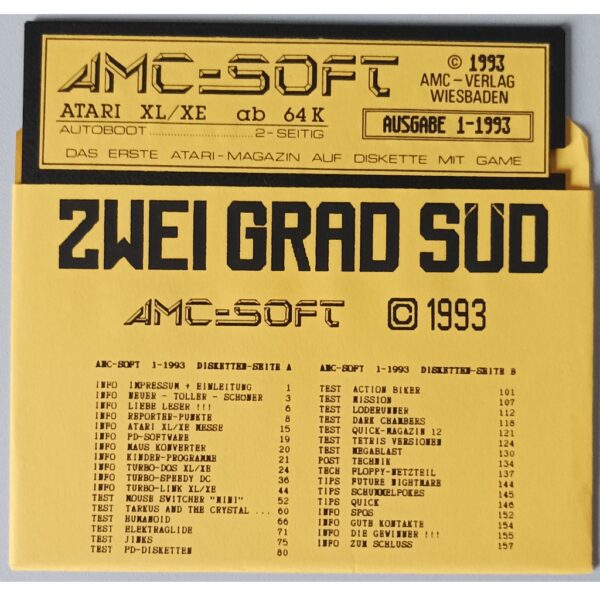 AMC-SOFT
© 1993
AMC-VERLAG
WIESBADEN
ATARI XL/XE ab 64K
AUTOBOOT..............2-SEITIG
AUSGABE 1-1993
DAS ERSTE ATARI-MAGAZIN AUF DISKETTE MIT GAME
ZWEI GRAD SÜD
AMC-SOFT © 1993
AMC-SOFT 1-1993 DISKETTEN-SEITE A
INFO IMPRESSUM + EINLEITUNG 1
INFO NEUER - TOLLER - SCHONER 3
INFO LIEBE LESER !!! 6
INFO REPORTER-PUNKTE 8
INFO ATARI XL/XE MESSE 15
INFO PD-SOFTWARE 19
INFO MAUS KONVERTER 20
INFO KINDER-PROGRAMME 21
INFO TURBO-DOS XL/XE 24
INFO TURBO-SPEEDY DC 36
INFO TURBO-LINK XL/XE 44
TEST MOUSE SWITCHER "MINI" 52
TEST TARKUS AND THE CRYSTAL ... 60
TEST HUMANOID 66
TEST ELEKTRAGLIDE 71
TEST JINKS 75
TEST PD-DISKETTEN 80
AMC-SOFT 1-1993 DISKETTEN-SEITE B
TEST ACTION BIKER 101
TEST MISSION 107
TEST LODERUNNER 112
TEST DARK CHAMBERS 118
TEST QUICK-MAGAZIN 12 121
TEST TETRIS VERSIONEN 124
TEST MEGABLAST 130
POST TECHNIK 134
TECH FLOPPY-NETZTEIL 137
TIPS FUTURE NIGHTMARE 144
TIPS SCHUMMELPOKES 145
TIPS QUICK 146
INFO SPOS 152
INFO GUTE KONTAKTE 154
INFO DIE GEWINNER !!! 155
INFO ZUM SCHLUSS 157